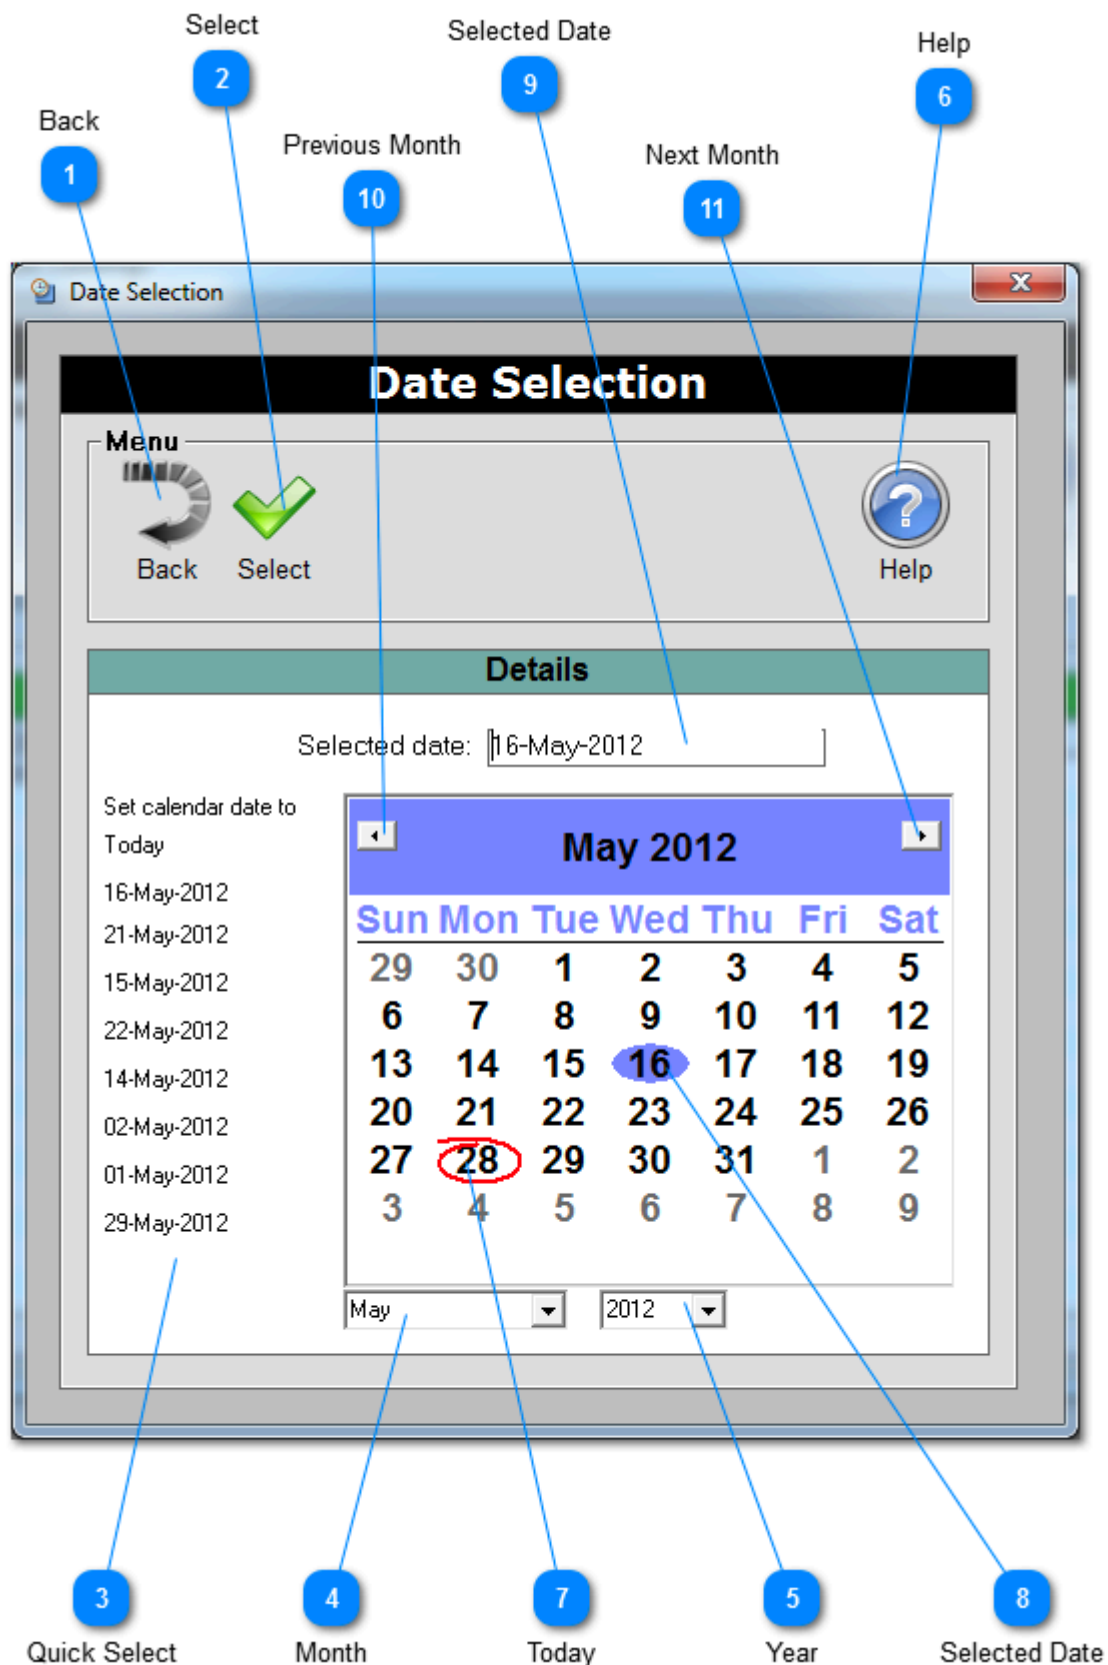 Select
Selected Date
Help
2
9
6
Back
Previous Month
Next Month
1
10
11
Date Selection
Date Selection
Menu
Back Select Help
Details
Selected date: 16-May-2012
Set calendar date to
Today
16-May-2012
21-May-2012
15-May-2012
22-May-2012
14-May-2012
02-May-2012
01-May-2012
29-May-2012
May 2012
Sun Mon Tue Wed Thu Fri Sat
29 30 1 2 3 4 5
6 7 8 9 10 11 12
13 14 15 16 17 18 19
20 21 22 23 24 25 26
27 28 29 30 31 1 2
3 4 5 6 7 8 9
May 2012
3 4 7 5 8
Quick Select Month Today Year Selected Date